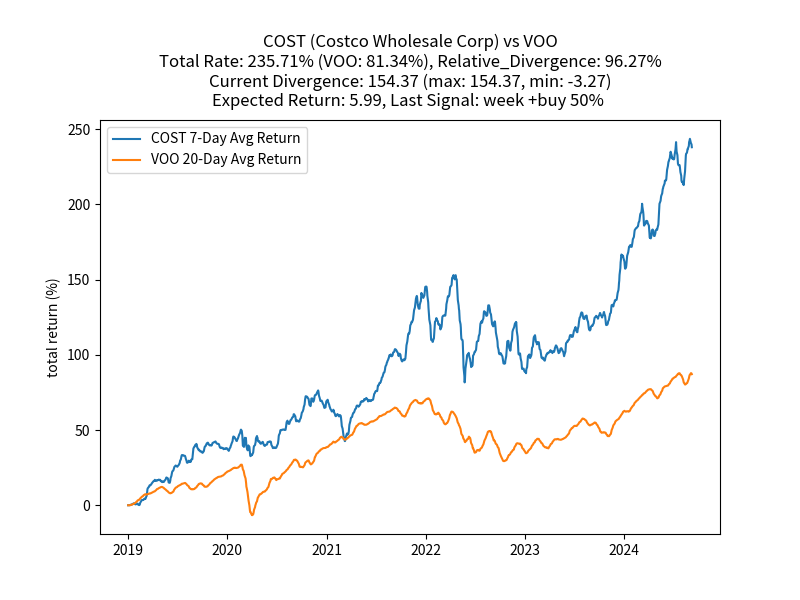 COST (Costco Wholesale Corp) vs VOO
Total Rate: 235.71% (VOO: 81.34%), Relative_Divergence: 96.27%
Current Divergence: 154.37 (max: 154.37, min: -3.27)
Expected Return: 5.99, Last Signal: week +buy 50%
COST 7-Day Avg Return
VOO 20-Day Avg Return
total return (%)
250
200
150
100
50
0
2019 2020 2021 2022 2023 2024